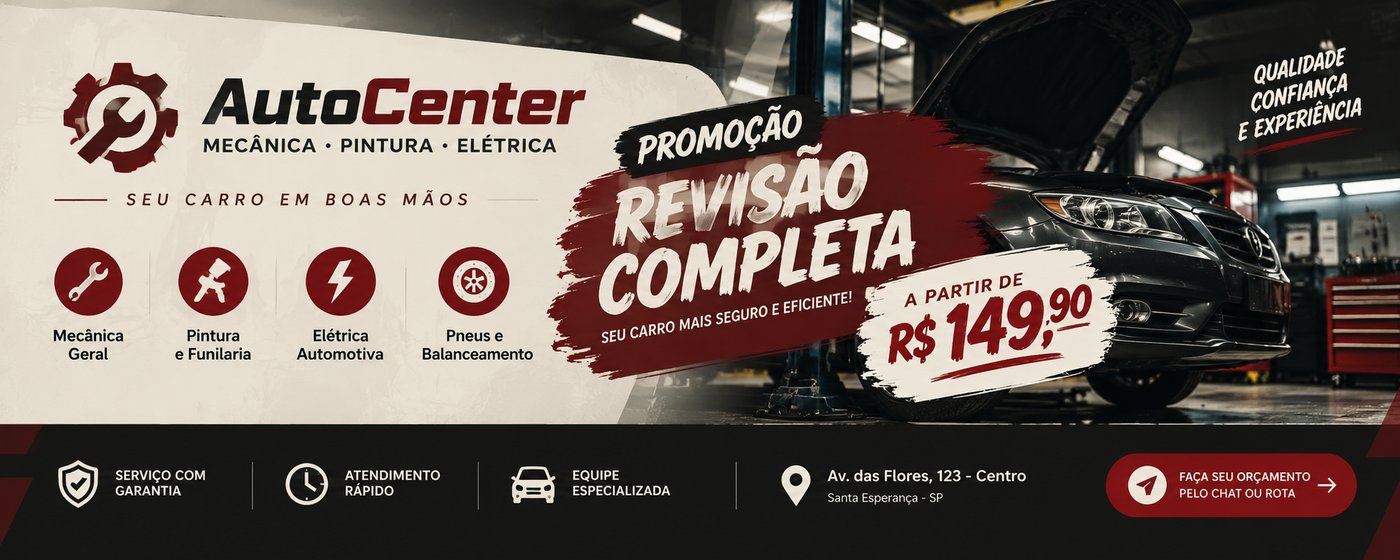 AutoCenter
MECÂNICA • PINTURA • ELÉTRICA
SEU CARRO EM BOAS MÃOS
Mecânica
Geral
Pintura
e Funilaria
Elétrica
Automotiva
Pneus e
Balanceamento
PROMOÇÃO
REVISÃO
COMPLETA
SEU CARRO MAIS SEGURO E EFICIENTE!
A PARTIR DE
R$ 149,90
QUALIDADE
CONFIANÇA
E EXPERIÊNCIA
SERVIÇO COM
GARANTIA
ATENDIMENTO
RÁPIDO
EQUIPE
ESPECIALIZADA
Av. das Flores, 123 - Centro
Santa Esperança - SP
FAÇA SEU ORÇAMENTO
PELO CHAT OU ROTA